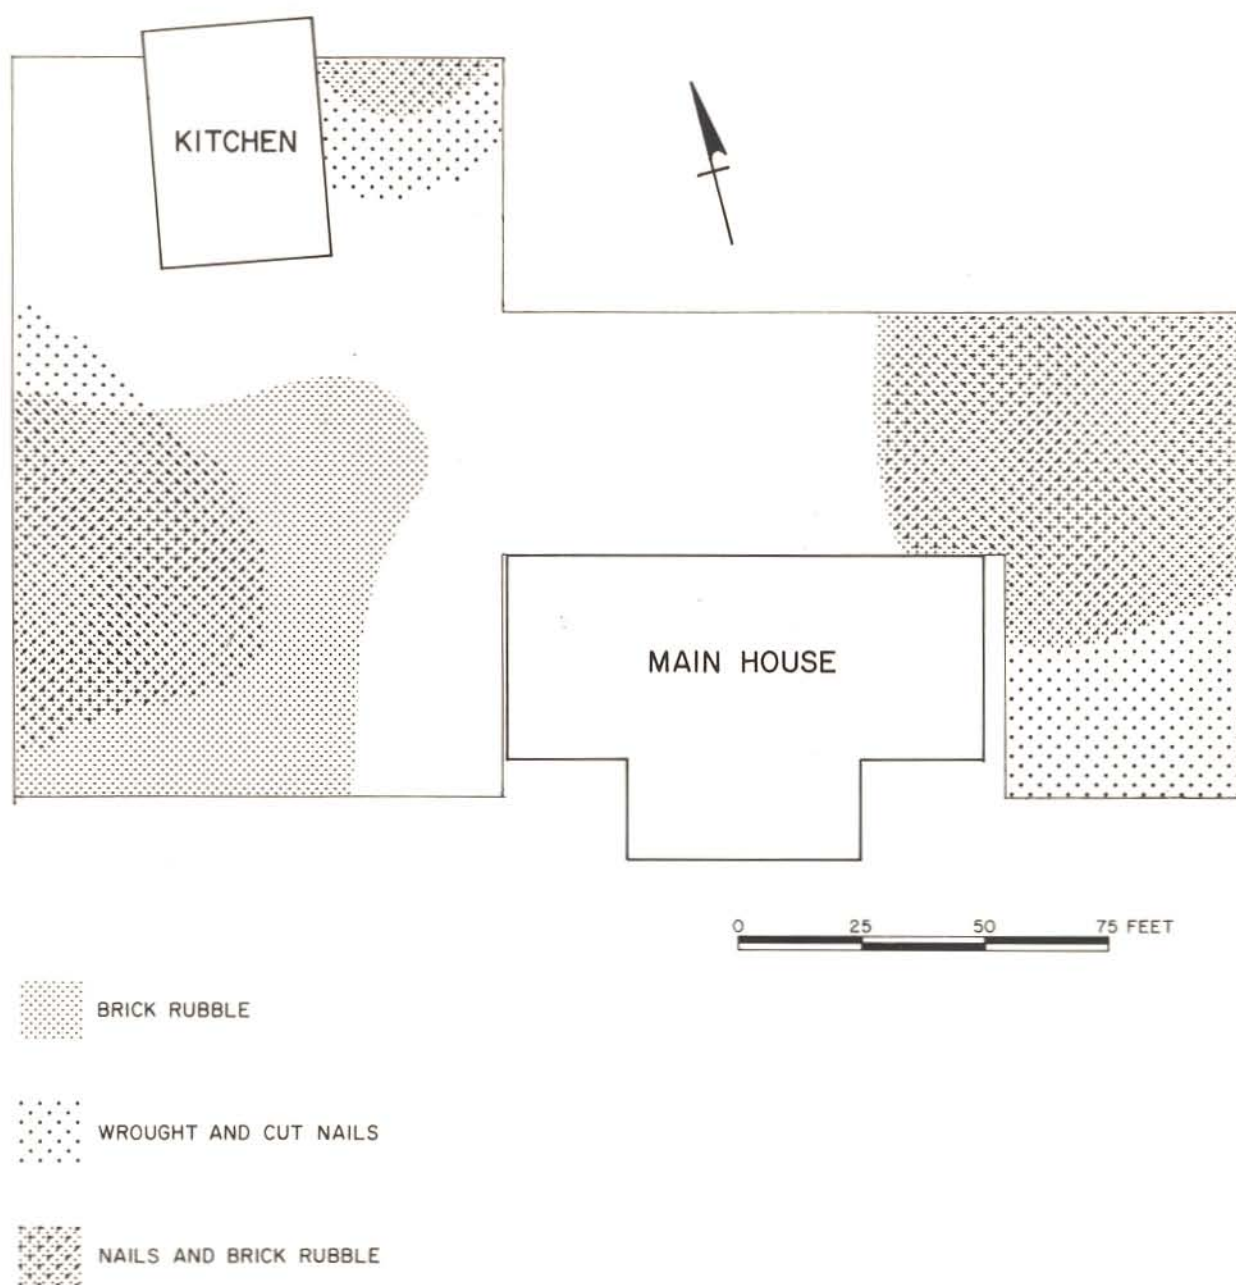 KITCHEN
MAIN HOUSE
0 25 50 75 FEET
BRICK RUBBLE
WROUGHT AND CUT NAILS
NAILS AND BRICK RUBBLE